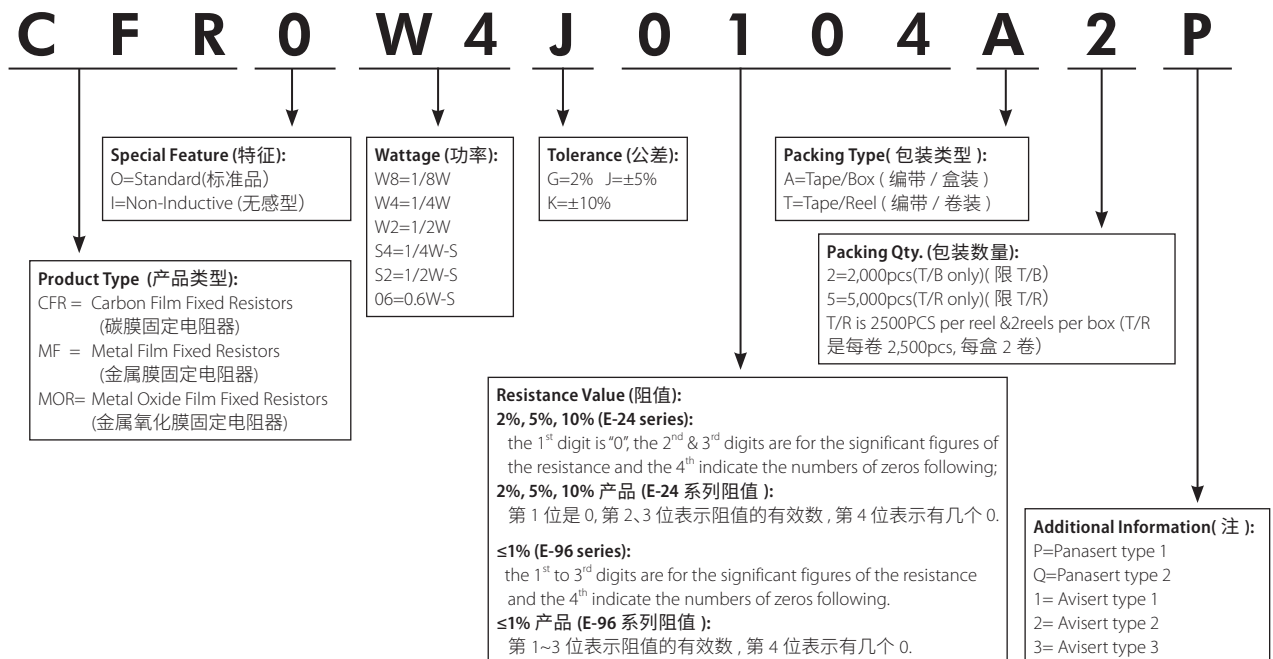 C F R 0 W 4 J 0 1 0 4 A 2 P
Special Feature (特征):
O=Standard(标准品)
I=Non-Inductive (无感型)
Wattage (功率):
W8=1/8W
W4=1/4W
W2=1/2W
S4=1/4W-S
S2=1/2W-S
06=0.6W-S
Tolerance (公差):
G=2% J=±5%
K=±10%
Packing Type( 包装类型 ):
A=Tape/Box ( 编带 / 盒装 )
T=Tape/Reel ( 编带 / 卷装 )
Product Type (产品类型):
CFR = Carbon Film Fixed Resistors
(碳膜固定电阻器)
MF = Metal Film Fixed Resistors
(金属膜固定电阻器)
MOR= Metal Oxide Film Fixed Resistors
(金属氧化膜固定电阻器)
Packing Qty. (包装数量):
2=2,000pcs(T/B only)( 限 T/B)
5=5,000pcs(T/R only)( 限 T/R)
T/R is 2500PCS per reel &2reels per box (T/R
是每卷 2,500pcs, 每盒 2 卷)
Resistance Value (阻值):
2%, 5%, 10% (E-24 series):
the 1st digit is “0”, the 2nd & 3rd digits are for the significant figures of
the resistance and the 4th indicate the numbers of zeros following;
2%, 5%, 10% 产品 (E-24 系列阻值 ):
第 1 位是 0, 第 2、3 位表示阻值的有效数 , 第 4 位表示有几个 0.
≤1% (E-96 series):
the 1st to 3rd digits are for the significant figures of the resistance
and the 4th indicate the numbers of zeros following.
≤1% 产品 (E-96 系列阻值 ):
第 1~3 位表示阻值的有效数 , 第 4 位表示有几个 0.
Additional Information( 注 ):
P=Panasert type 1
Q=Panasert type 2
1= Avisert type 1
2= Avisert type 2
3= Avisert type 3